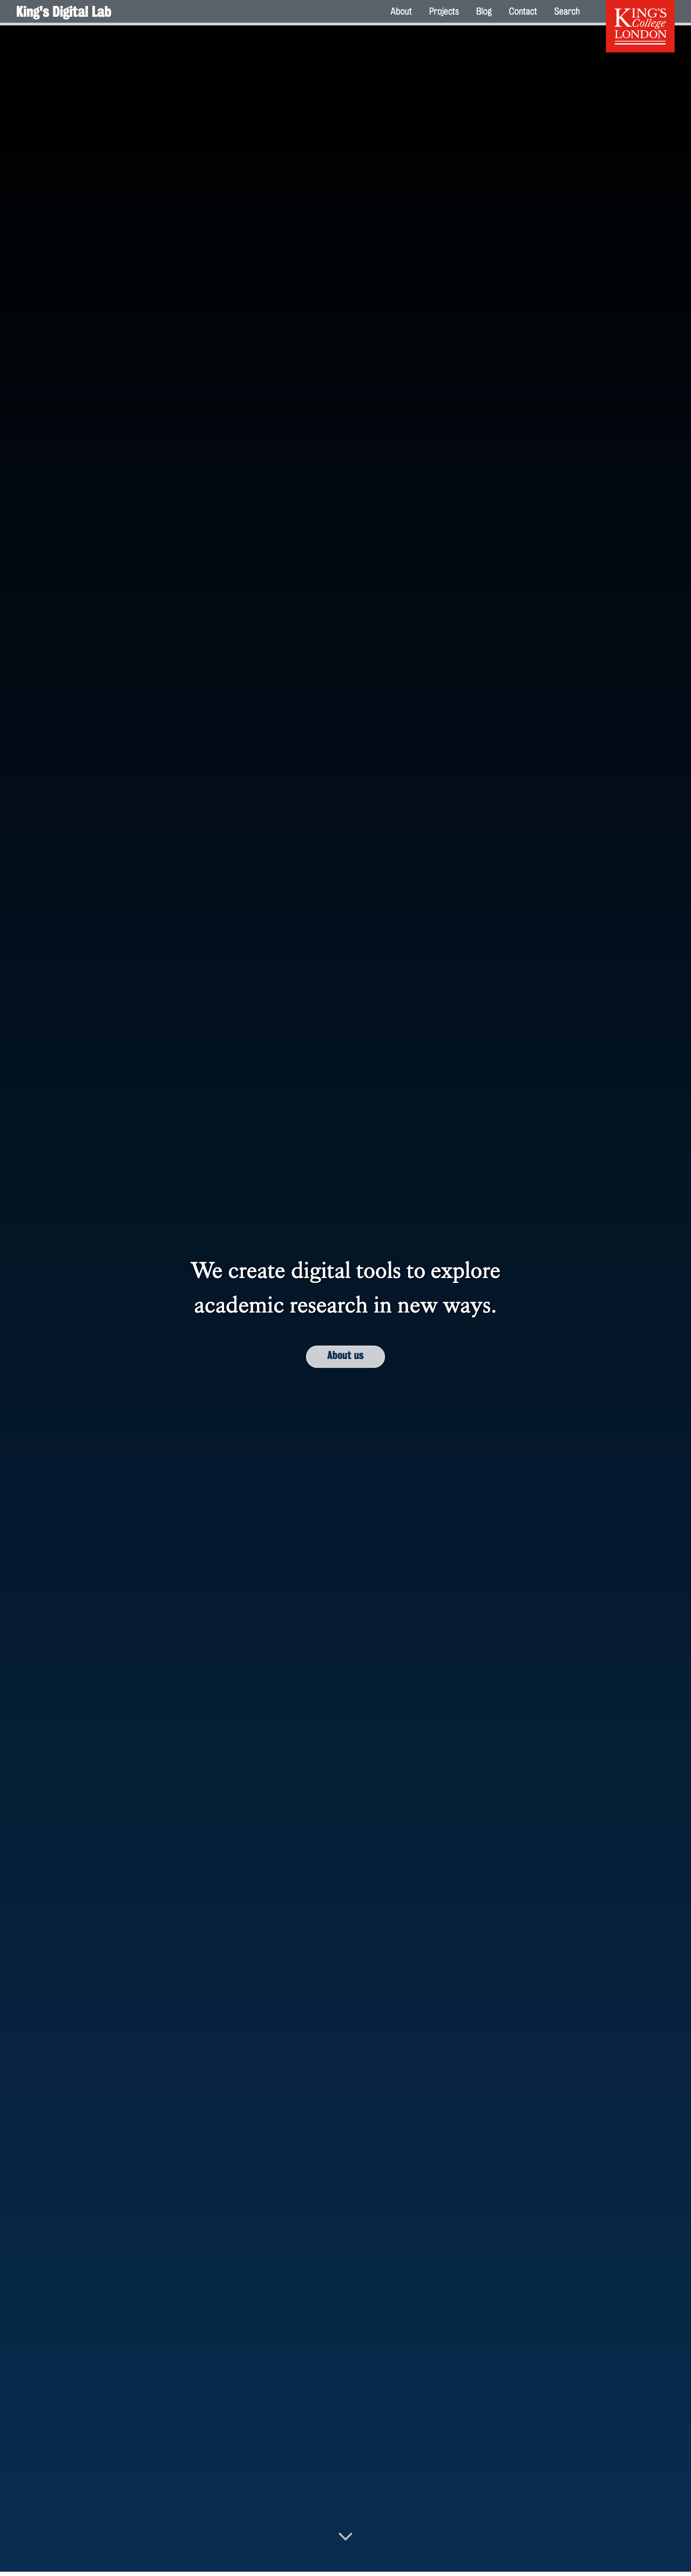 King's Digital Lab
About
Projects
Blog
Contact
Search
KING'S
College
LONDON
We create digital tools to explore
academic research in new ways.
About us